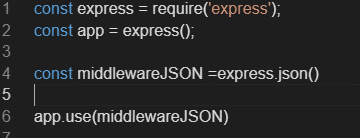 1 const express = require('express');
2 const app = express();
3
4 const middlewareJSON =express.json()
5
6 app.use(middlewareJSON)